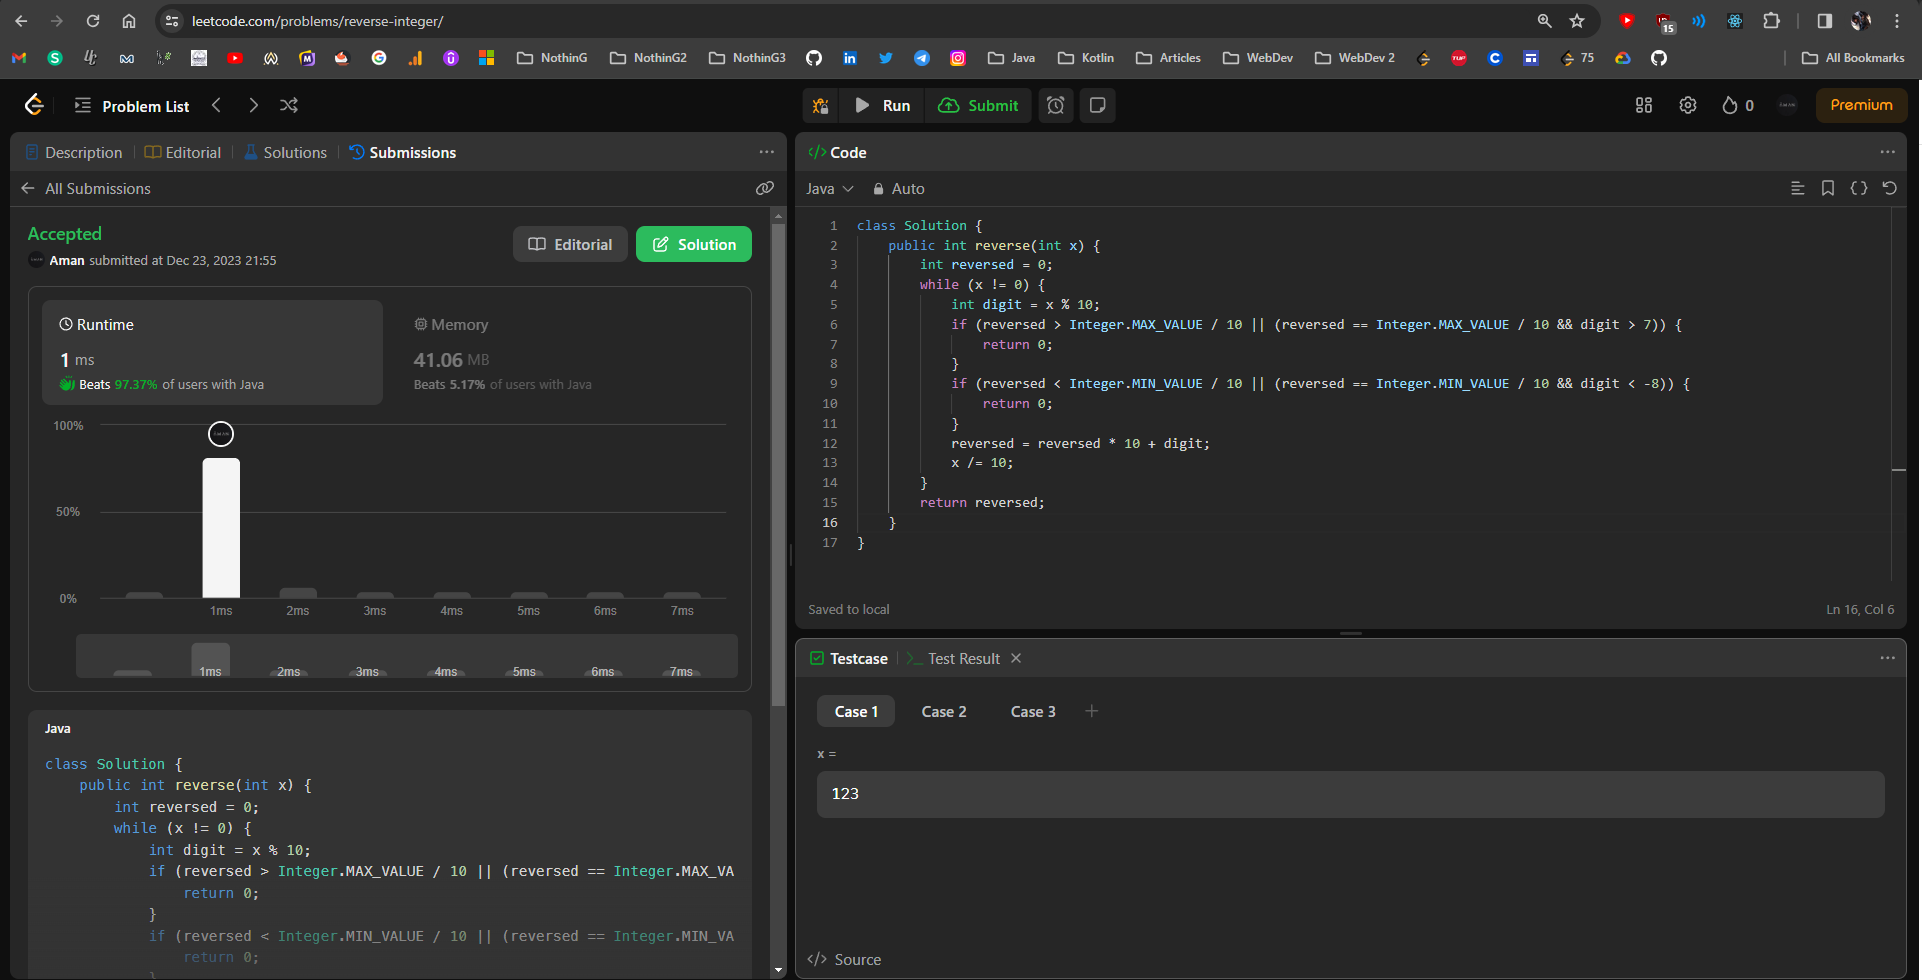 leetcode.com/problems/reverse-integer/
15
NothinG
NothinG2
NothinG3
Java
Kotlin
Articles
WebDev
WebDev 2
75
All Bookmarks
Problem List
Run
Submit
0
Premium
Description
Editorial
Solutions
Submissions
All Submissions
Accepted
Aman submitted at Dec 23, 2023 21:55
Editorial
Solution
Runtime
1 ms
Beats 97.37% of users with Java
Memory
41.06 MB
Beats 5.17% of users with Java
100%
50%
0%
1ms 2ms 3ms 4ms 5ms 6ms 7ms
1ms 2ms 3ms 4ms 5ms 6ms 7ms
Java
class Solution {
public int reverse(int x) {
int reversed = 0;
while (x != 0) {
int digit = x % 10;
if (reversed > Integer.MAX_VALUE / 10 || (reversed == Integer.MAX_VA
return 0;
}
if (reversed < Integer.MIN_VALUE / 10 || (reversed == Integer.MIN_VA
return 0;
}
</> Code
Java
Auto
1 class Solution {
2 public int reverse(int x) {
3 int reversed = 0;
4 while (x != 0) {
5 int digit = x % 10;
6 if (reversed > Integer.MAX_VALUE / 10 || (reversed == Integer.MAX_VALUE / 10 && digit > 7)) {
7 return 0;
8 }
9 if (reversed < Integer.MIN_VALUE / 10 || (reversed == Integer.MIN_VALUE / 10 && digit < -8)) {
10 return 0;
11 }
12 reversed = reversed * 10 + digit;
13 x /= 10;
14 }
15 return reversed;
16 }
17 }
Saved to local
Ln 16, Col 6
Testcase
Test Result
Case 1
Case 2
Case 3
x =
123
</> Source